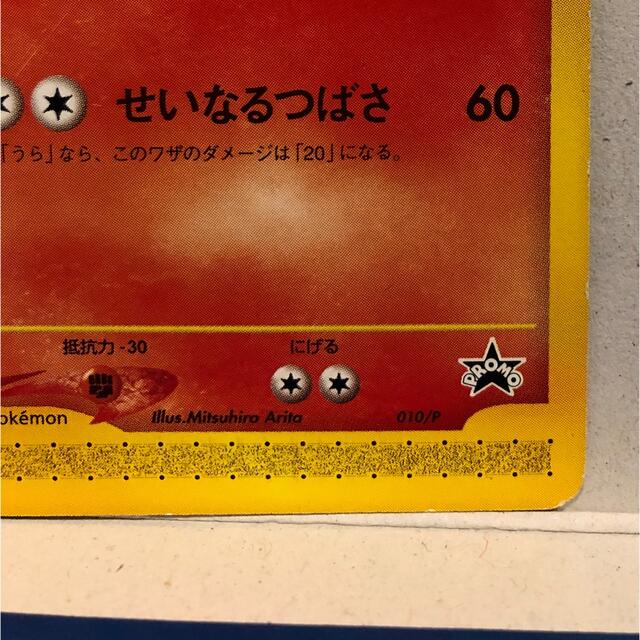 せいなるつばさ 60
「うら」なら、このワザのダメージは「20」になる。
抵抗力 -30 にげる
PROMO
okémon Illus.Mitsuhiro Arita 010/P